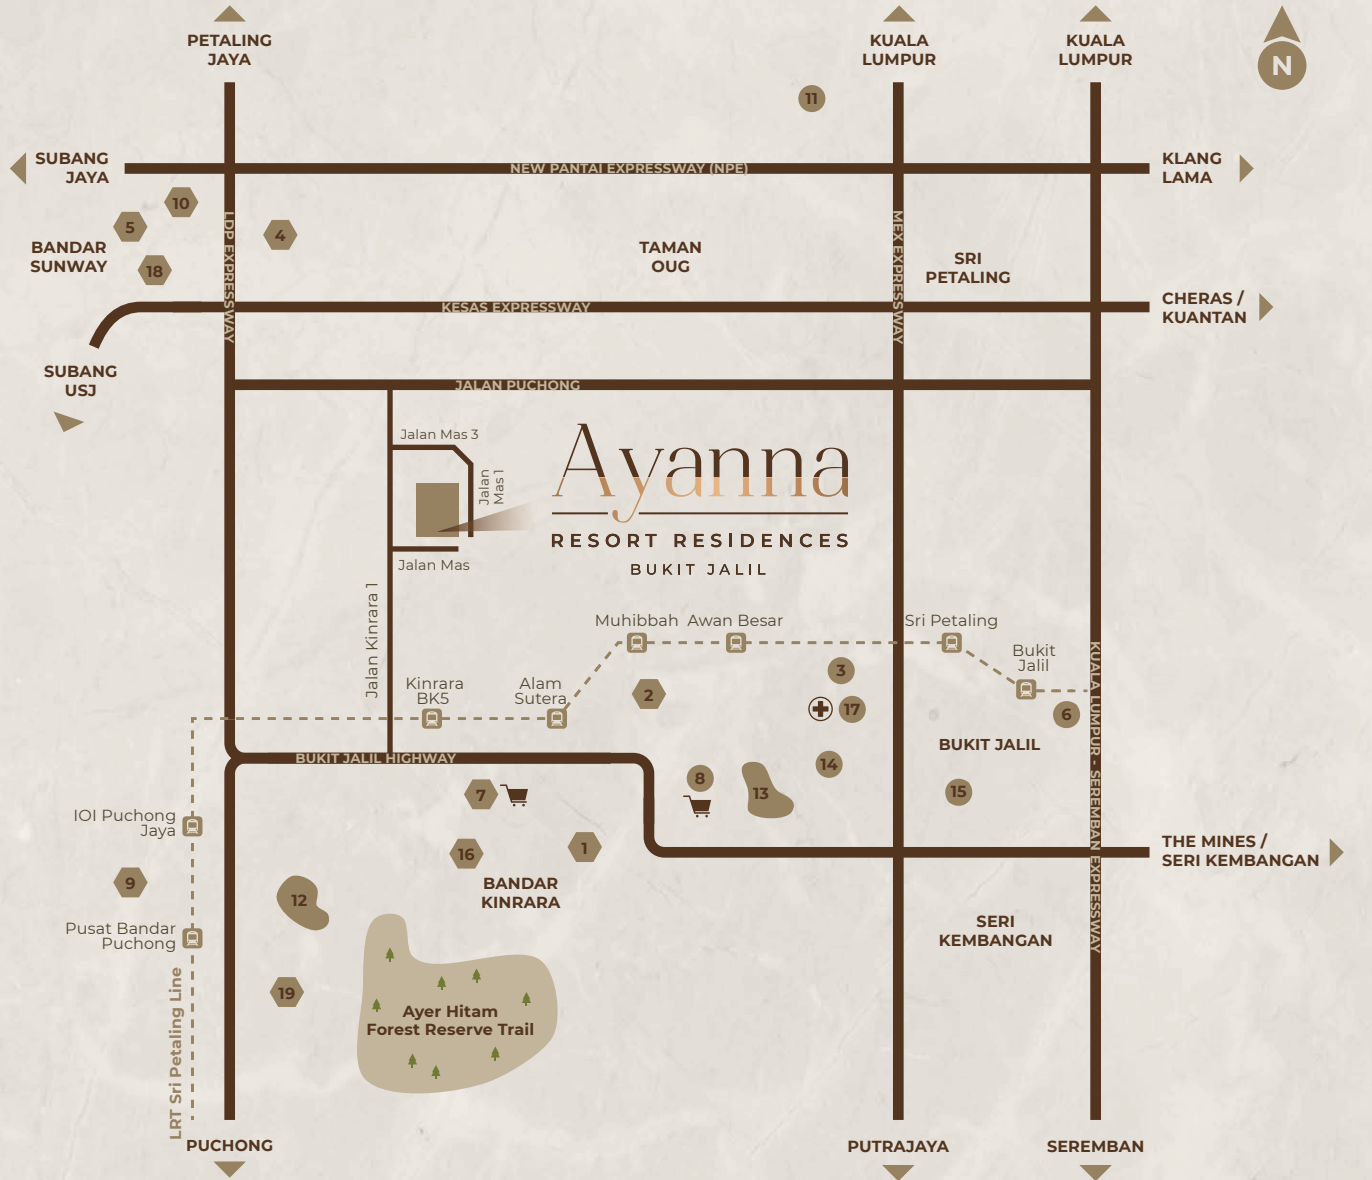 PETALING
JAYA
KUALA
LUMPUR
KUALA
LUMPUR
N
11
SUBANG
JAYA
NEW PANTAI EXPRESSWAY (NPE)
KLANG
LAMA
10
5
4
18
BANDAR
SUNWAY
LDP EXPRESSWAY
TAMAN
OUG
MEX EXPRESSWAY
SRI
PETALING
KESAS EXPRESSWAY
CHERAS /
KUANTAN
SUBANG
USJ
JALAN PUCHONG
Jalan Mas 3
Jalan
Mas 1
Jalan Mas
Ayanna
RESORT RESIDENCES
BUKIT JALIL
Jalan Kinrara 1
Muhibbah
Awan Besar
Sri Petaling
Bukit
Jalil
Kinrara
BK5
Alam
Sutera
2
3
17
6
KUALA LUMPUR - SEREMBAN EXPRESSWAY
BUKIT JALIL
BUKIT JALIL HIGHWAY
14
8
13
15
7
16
1
IOI Puchong
Jaya
THE MINES /
SERI KEMBANGAN
9
12
BANDAR
KINRARA
SERI
KEMBANGAN
Pusat Bandar
Puchong
LRT Sri Petaling Line
19
Ayer Hitam
Forest Reserve Trail
PUCHONG
PUTRAJAYA
SEREMBAN